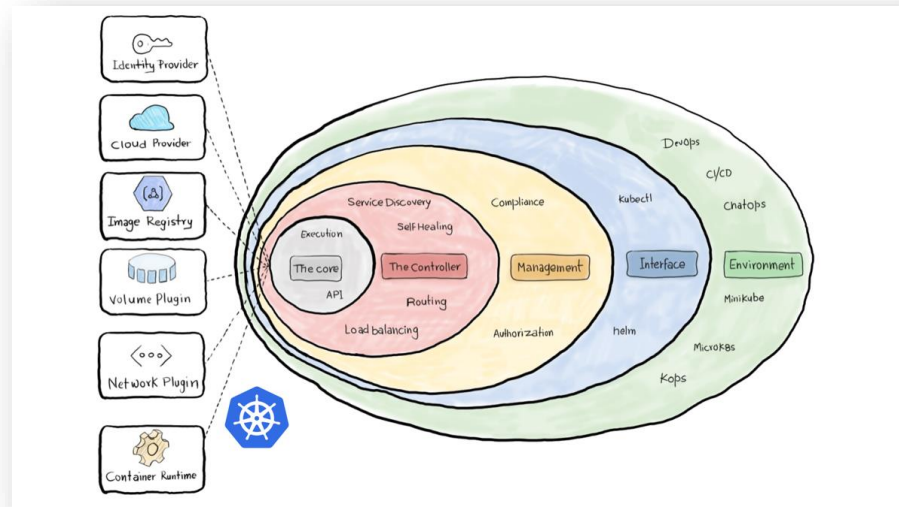 Identity Provider
Cloud Provider
Image Registry
Volume Plugin
Network Plugin
Container Runtime
Execution
The core
API
Service Discovery
Self Healing
The Controller
Routing
Load balancing
Compliance
Management
Authorization
Kubectl
Interface
helm
DevOps
CI/CD
Chatops
Environment
Minikube
Microk8s
Kops